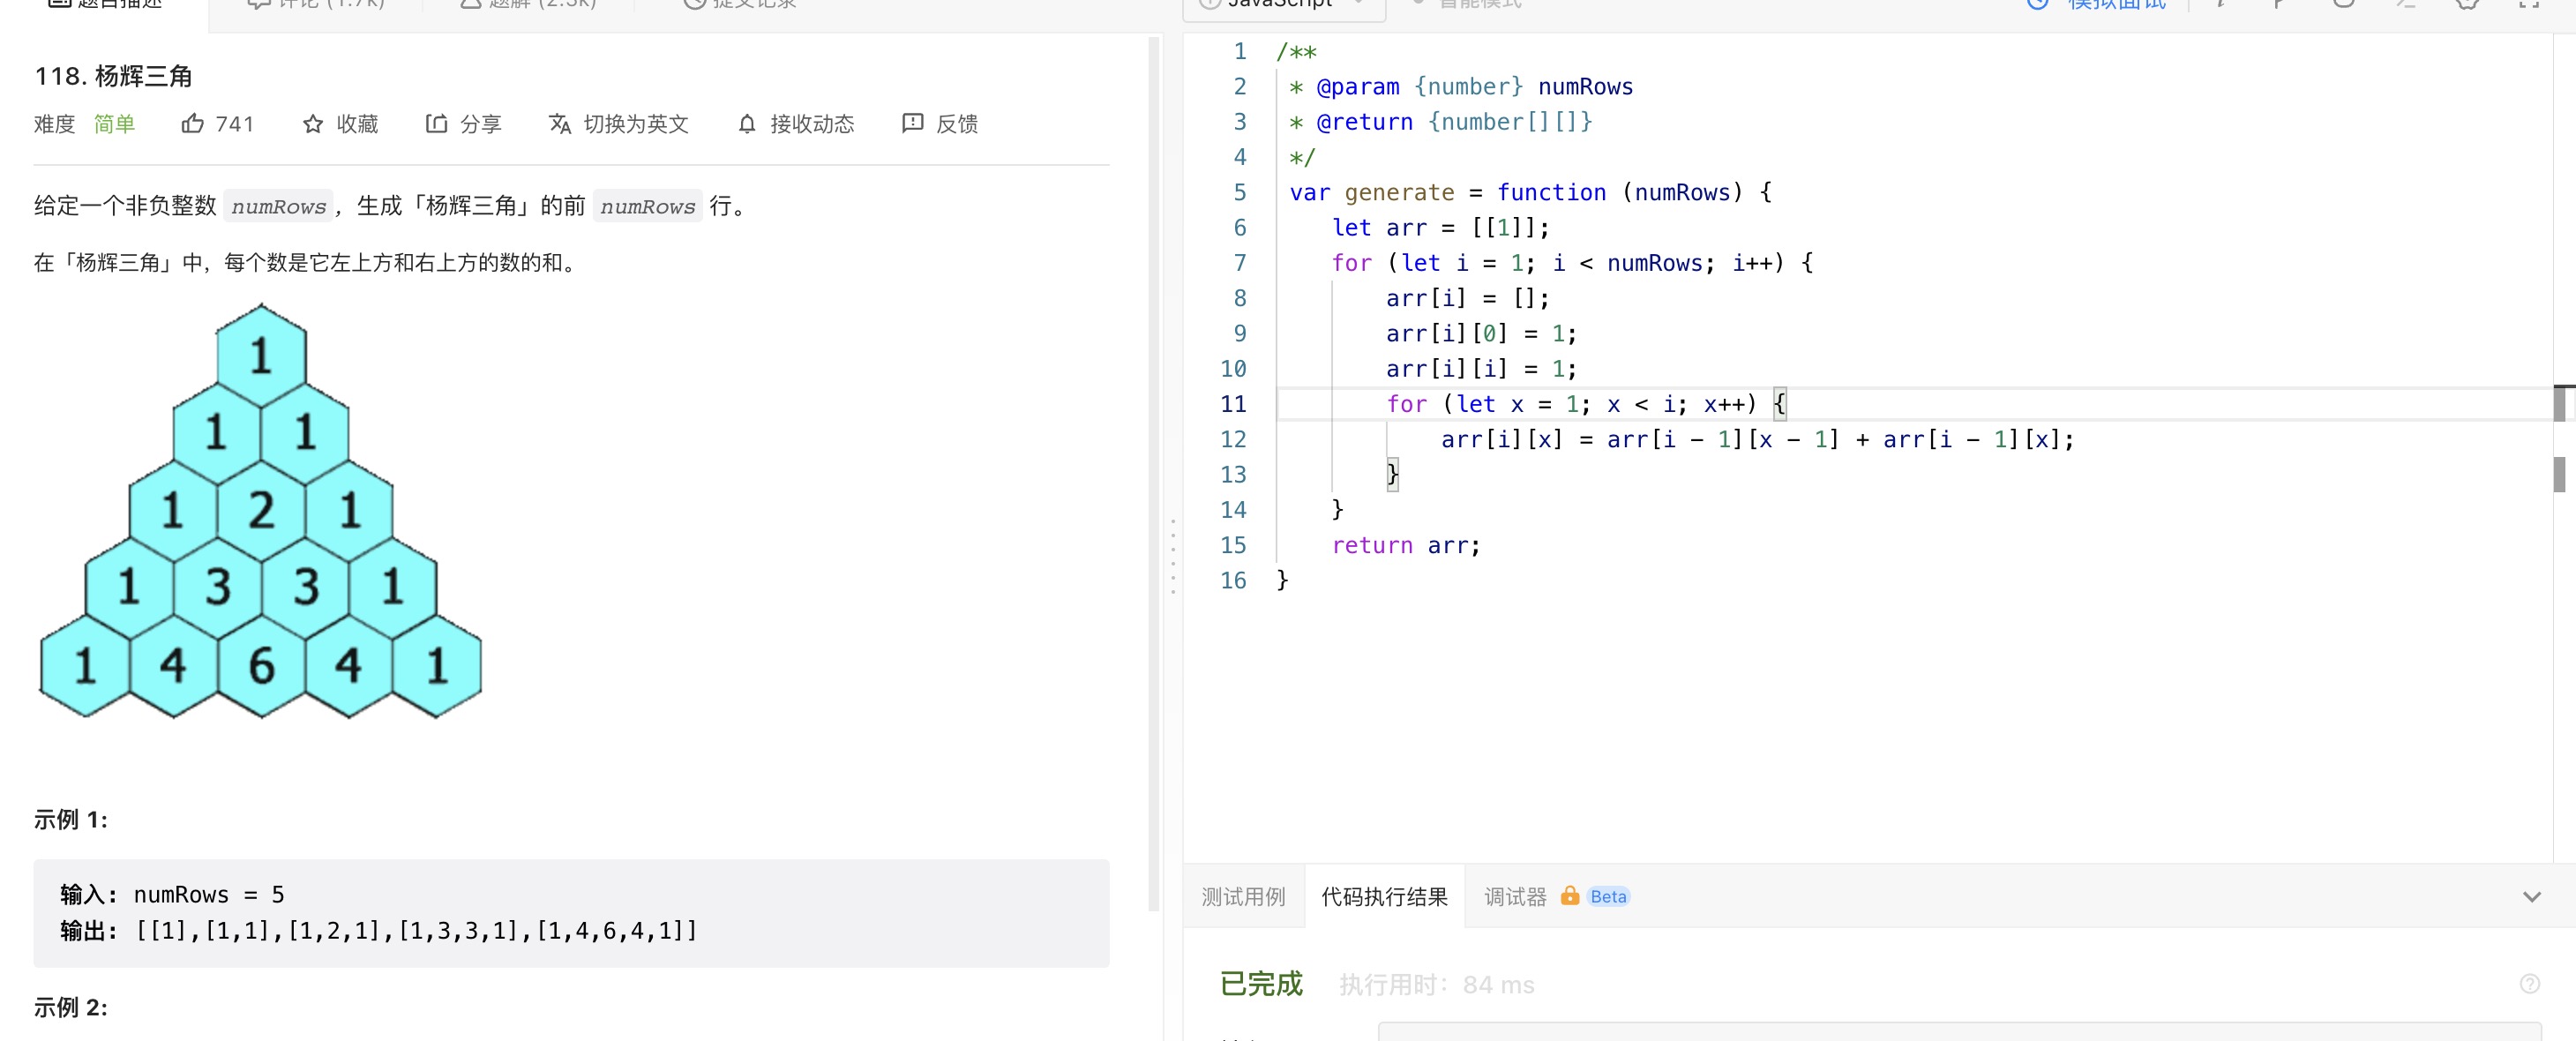 题目描述 评论 (1.7k) 题解 (2.3k) 提交记录
118. 杨辉三角
难度 简单 741 收藏 分享 切换为英文 接收动态 反馈
给定一个非负整数 numRows，生成「杨辉三角」的前 numRows 行。
在「杨辉三角」中，每个数是它左上方和右上方的数的和。
1
1 1
1 2 1
1 3 3 1
1 4 6 4 1
示例 1:
输入: numRows = 5
输出: [[1],[1,1],[1,2,1],[1,3,3,1],[1,4,6,4,1]]
示例 2:
JavaScript 智能模式 模拟面试
1 /**
2 * @param {number} numRows
3 * @return {number[][]}
4 */
5 var generate = function (numRows) {
6 let arr = [[1]];
7 for (let i = 1; i < numRows; i++) {
8 arr[i] = [];
9 arr[i][0] = 1;
10 arr[i][i] = 1;
11 for (let x = 1; x < i; x++) {
12 arr[i][x] = arr[i - 1][x - 1] + arr[i - 1][x];
13 }
14 }
15 return arr;
16 }
测试用例 代码执行结果 调试器 Beta
已完成 执行用时: 84 ms